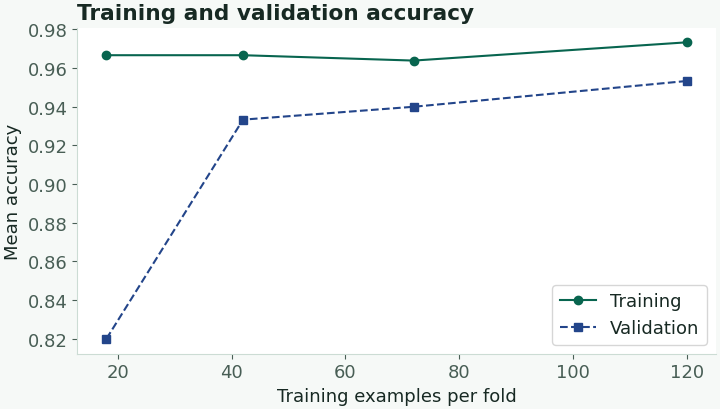 Training and validation accuracy
Mean accuracy
0.98
0.96
0.94
0.92
0.90
0.88
0.86
0.84
0.82
Training
Validation
20 40 60 80 100 120
Training examples per fold